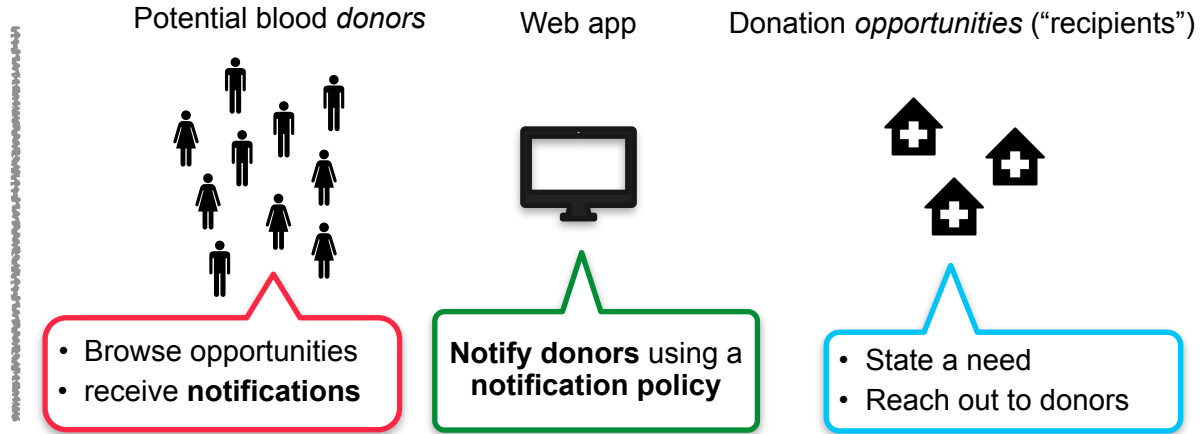 Potential blood donors
Web app
Donation opportunities (“recipients”)
• Browse opportunities
• receive notifications
Notify donors using a
notification policy
• State a need
• Reach out to donors